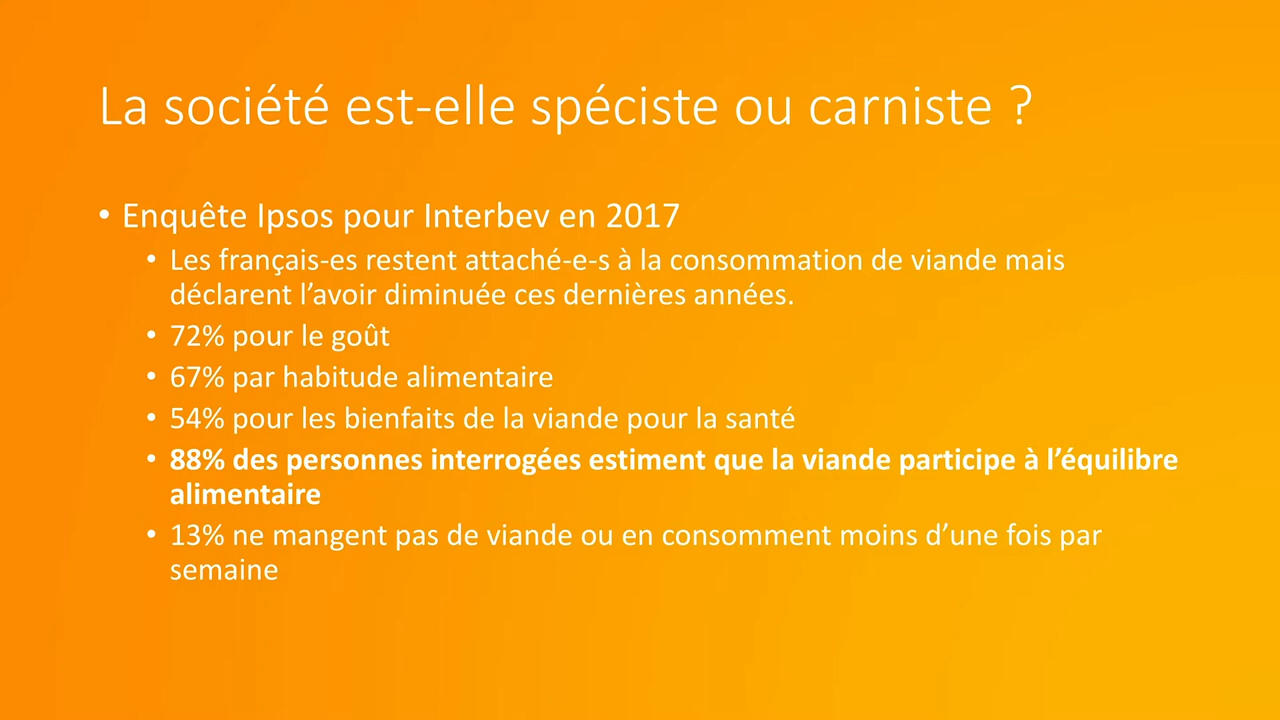 La société est-elle spéciste ou carniste ?
• Enquête Ipsos pour Interbev en 2017
• Les français-es restent attaché-e-s à la consommation de viande mais
déclarent l’avoir diminuée ces dernières années.
• 72% pour le goût
• 67% par habitude alimentaire
• 54% pour les bienfaits de la viande pour la santé
• 88% des personnes interrogées estiment que la viande participe à l’équilibre
alimentaire
• 13% ne mangent pas de viande ou en consomment moins d’une fois par
semaine